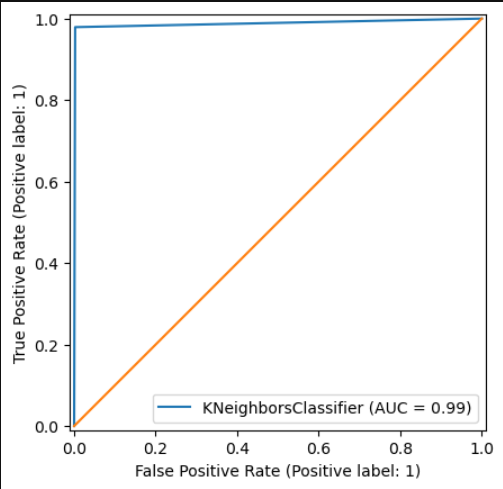 1.0
0.8
0.6
0.4
0.2
0.0
True Positive Rate (Positive label: 1)
KNeighborsClassifier (AUC = 0.99)
0.0 0.2 0.4 0.6 0.8 1.0
False Positive Rate (Positive label: 1)